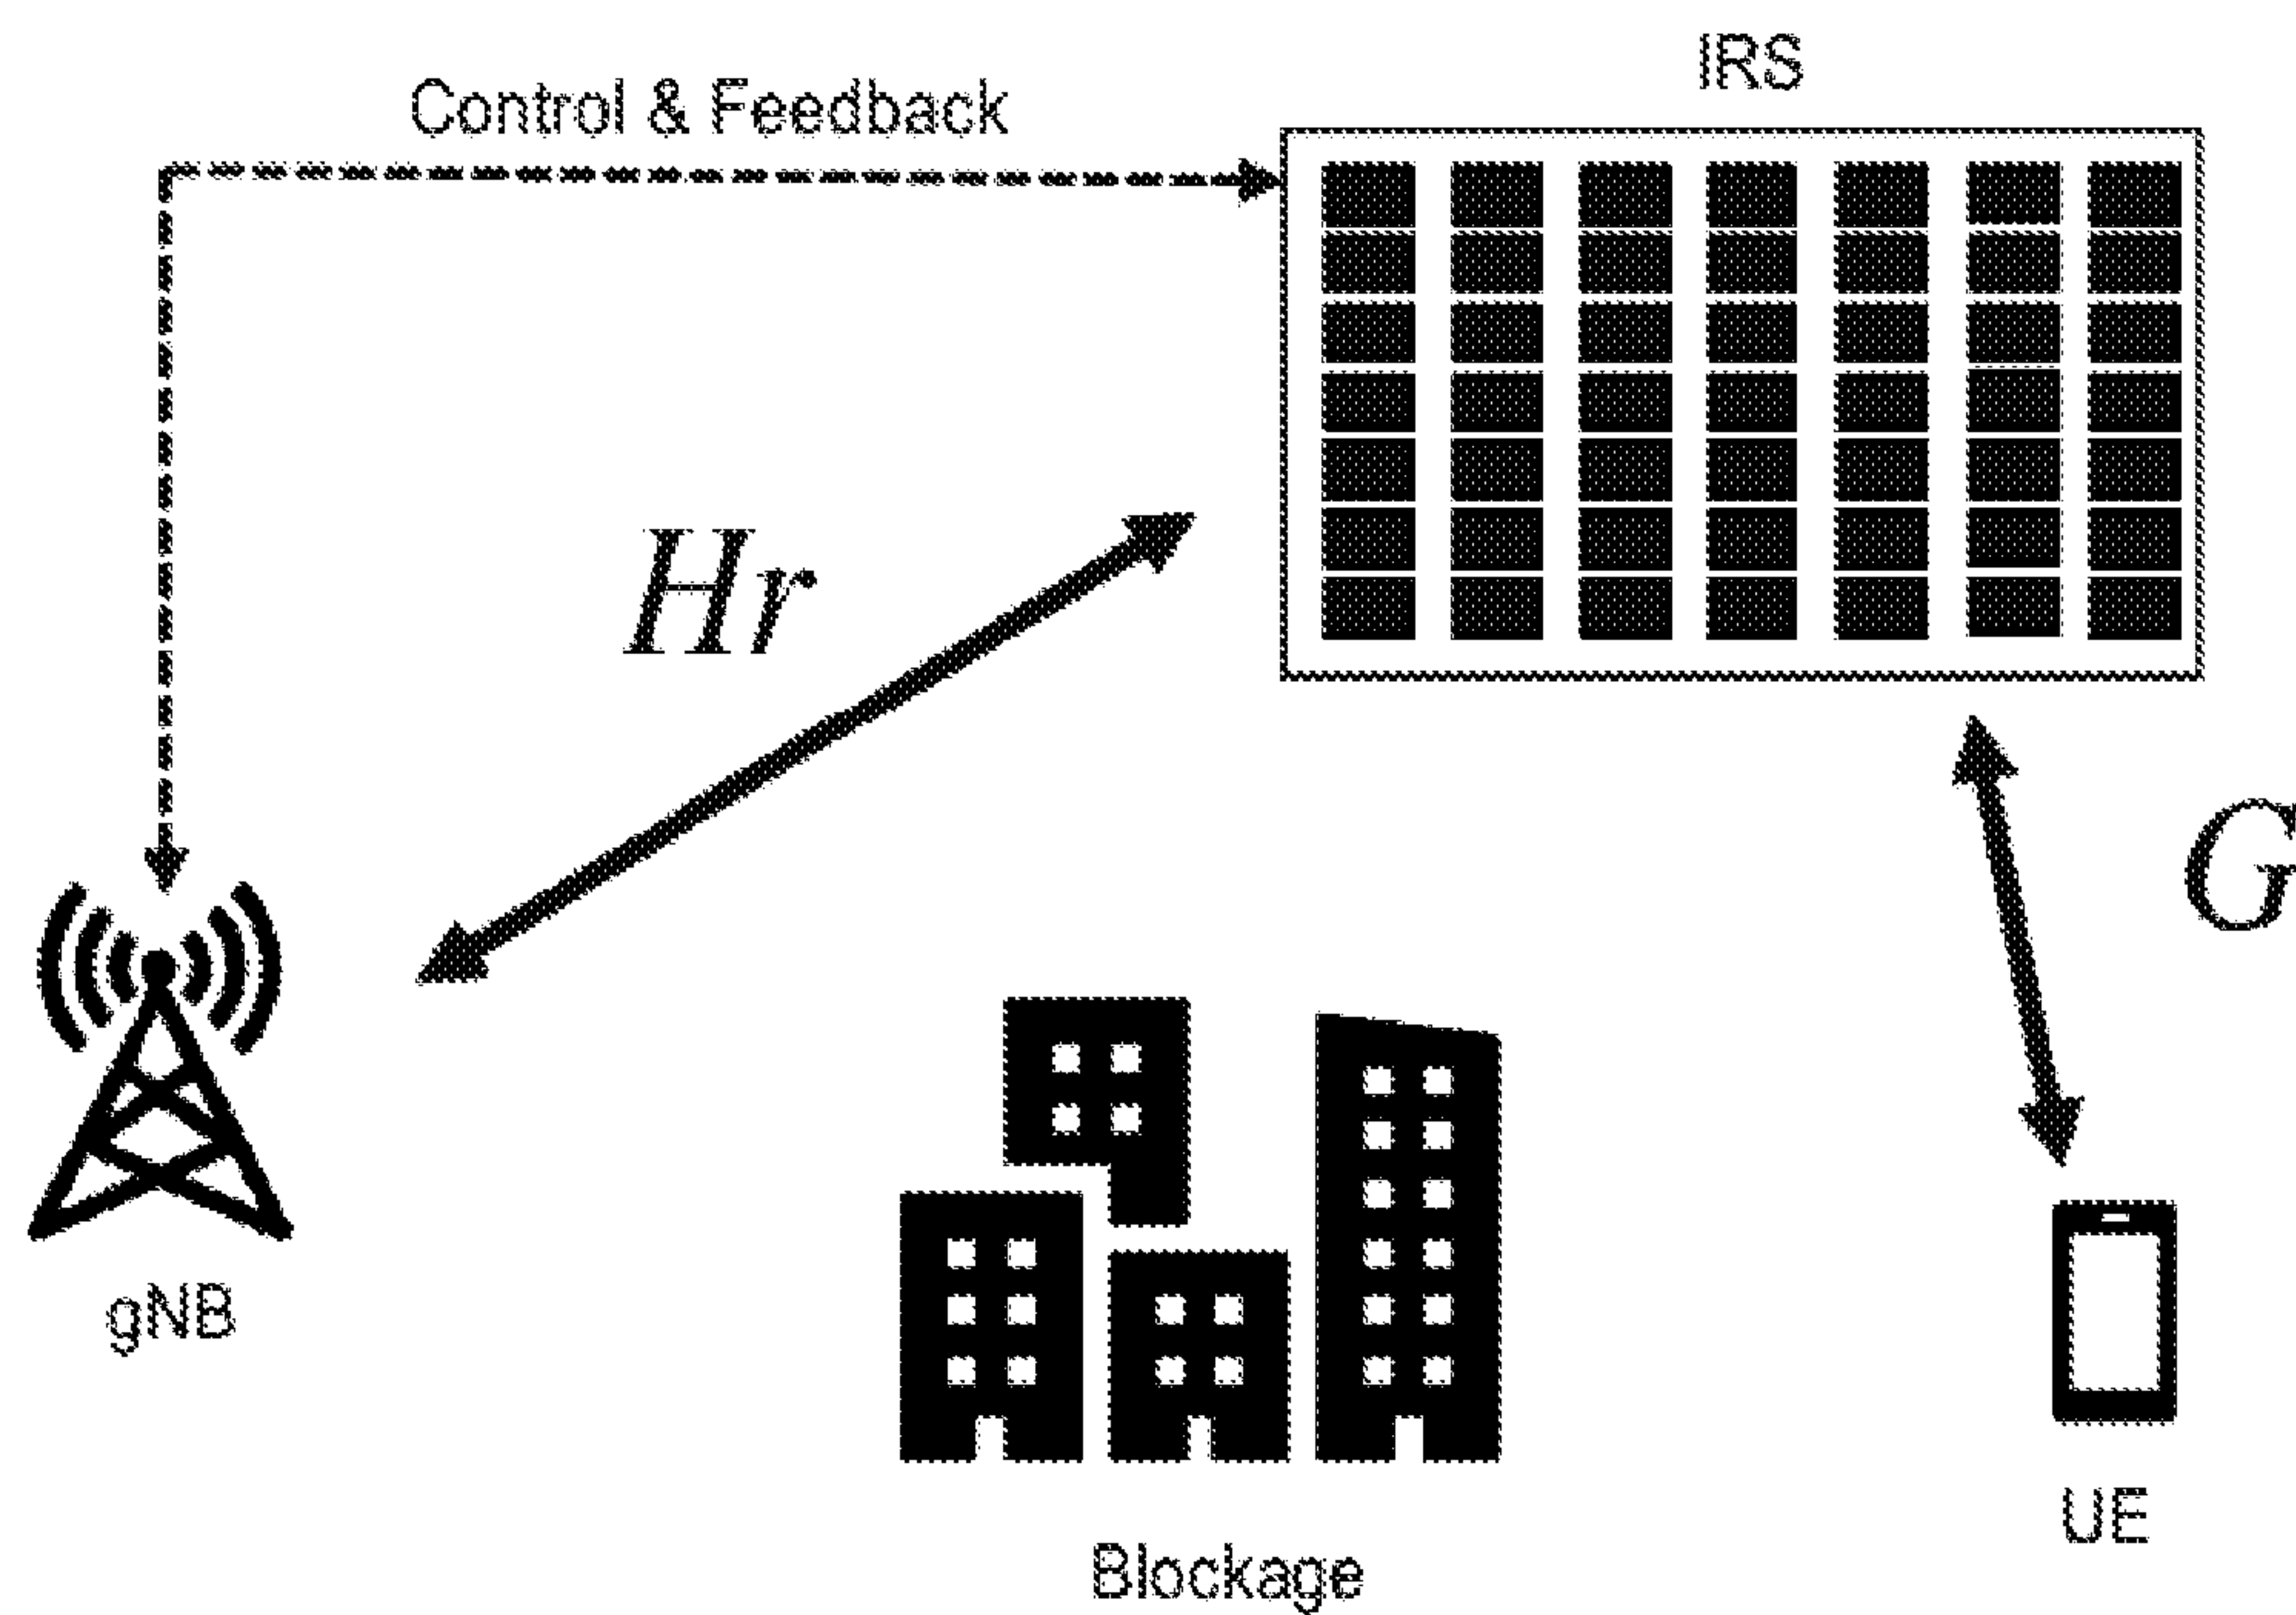 IRS
Control & Feedback
Hr
G
gNB
UE
Blockage